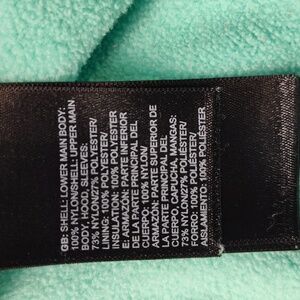 GB: SHELL: LOWER MAIN BODY:
100% NYLON/SHELL: UPPER MAIN
BODY, HOOD, SLEEVES:
73% NYLON/27% POLYESTER/
LINING: 100% POLYESTER/
INSULATION: 100% POLYESTER
E: ARMAZÓN: PARTE INFERIOR
DE LA PARTE PRINCIPAL DEL
CUERPO: 100% NYLON/
ARMAZÓN: PARTE SUPERIOR DE
LA PARTE PRINCIPAL DEL
CUERPO, CAPUCHA, MANGAS:
73% NYLON/27% POLIÉSTER/
FORRO: 100% POLIÉSTER/
AISLAMIENTO: 100% POLIÉSTER